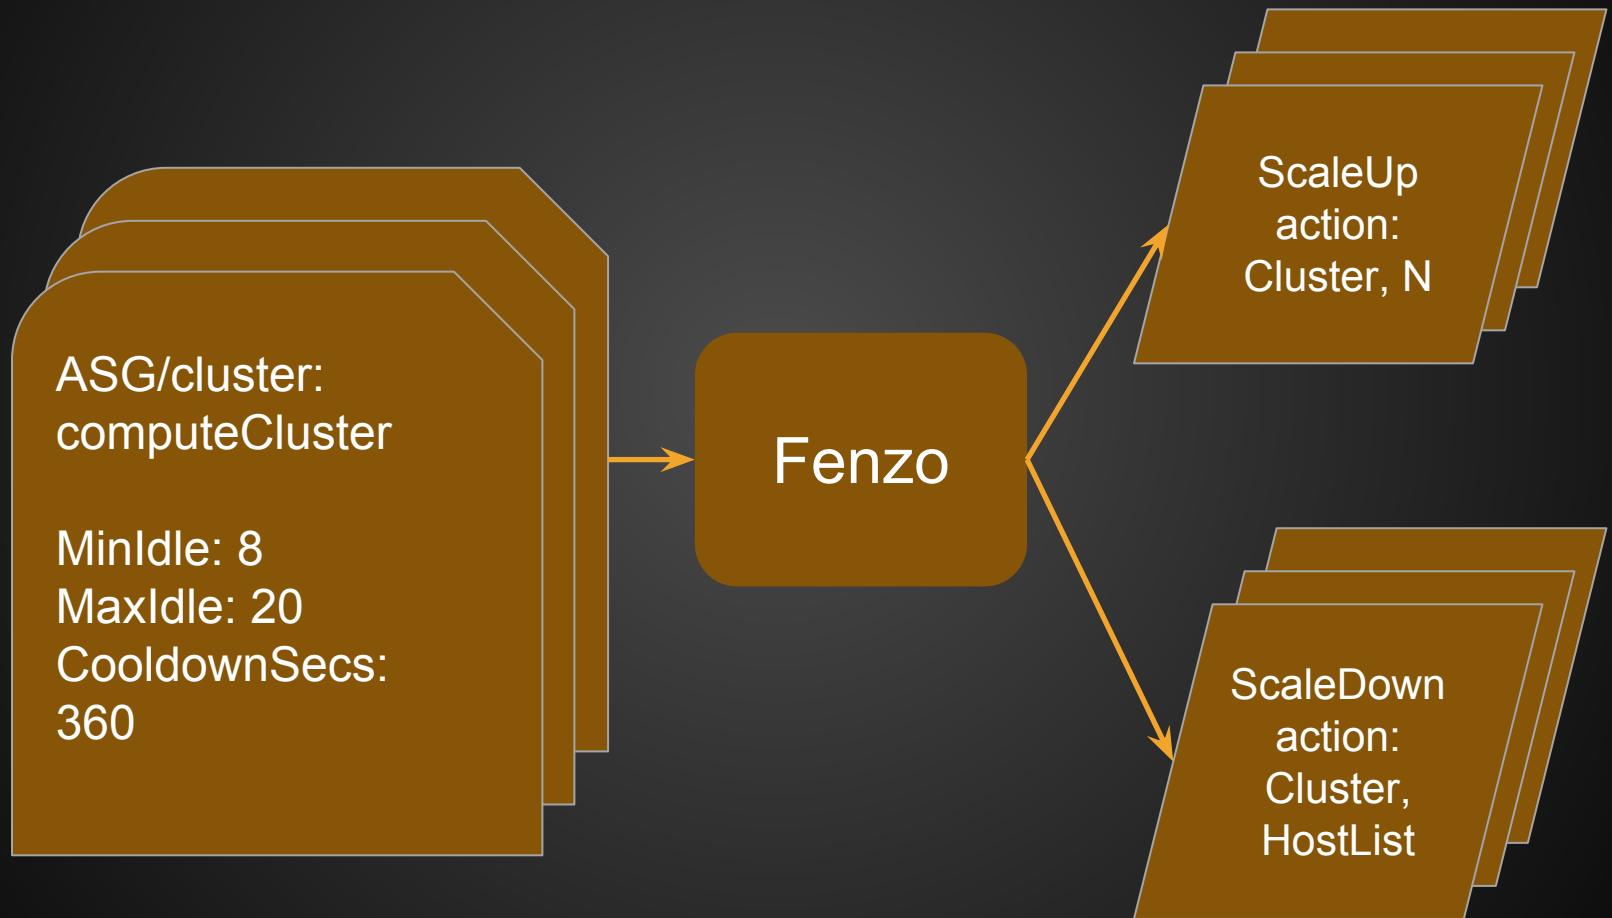 ASG/cluster:
computeCluster
MinIdle: 8
MaxIdle: 20
CooldownSecs:
360
Fenzo
ScaleUp
action:
Cluster, N
ScaleDown
action:
Cluster,
HostList